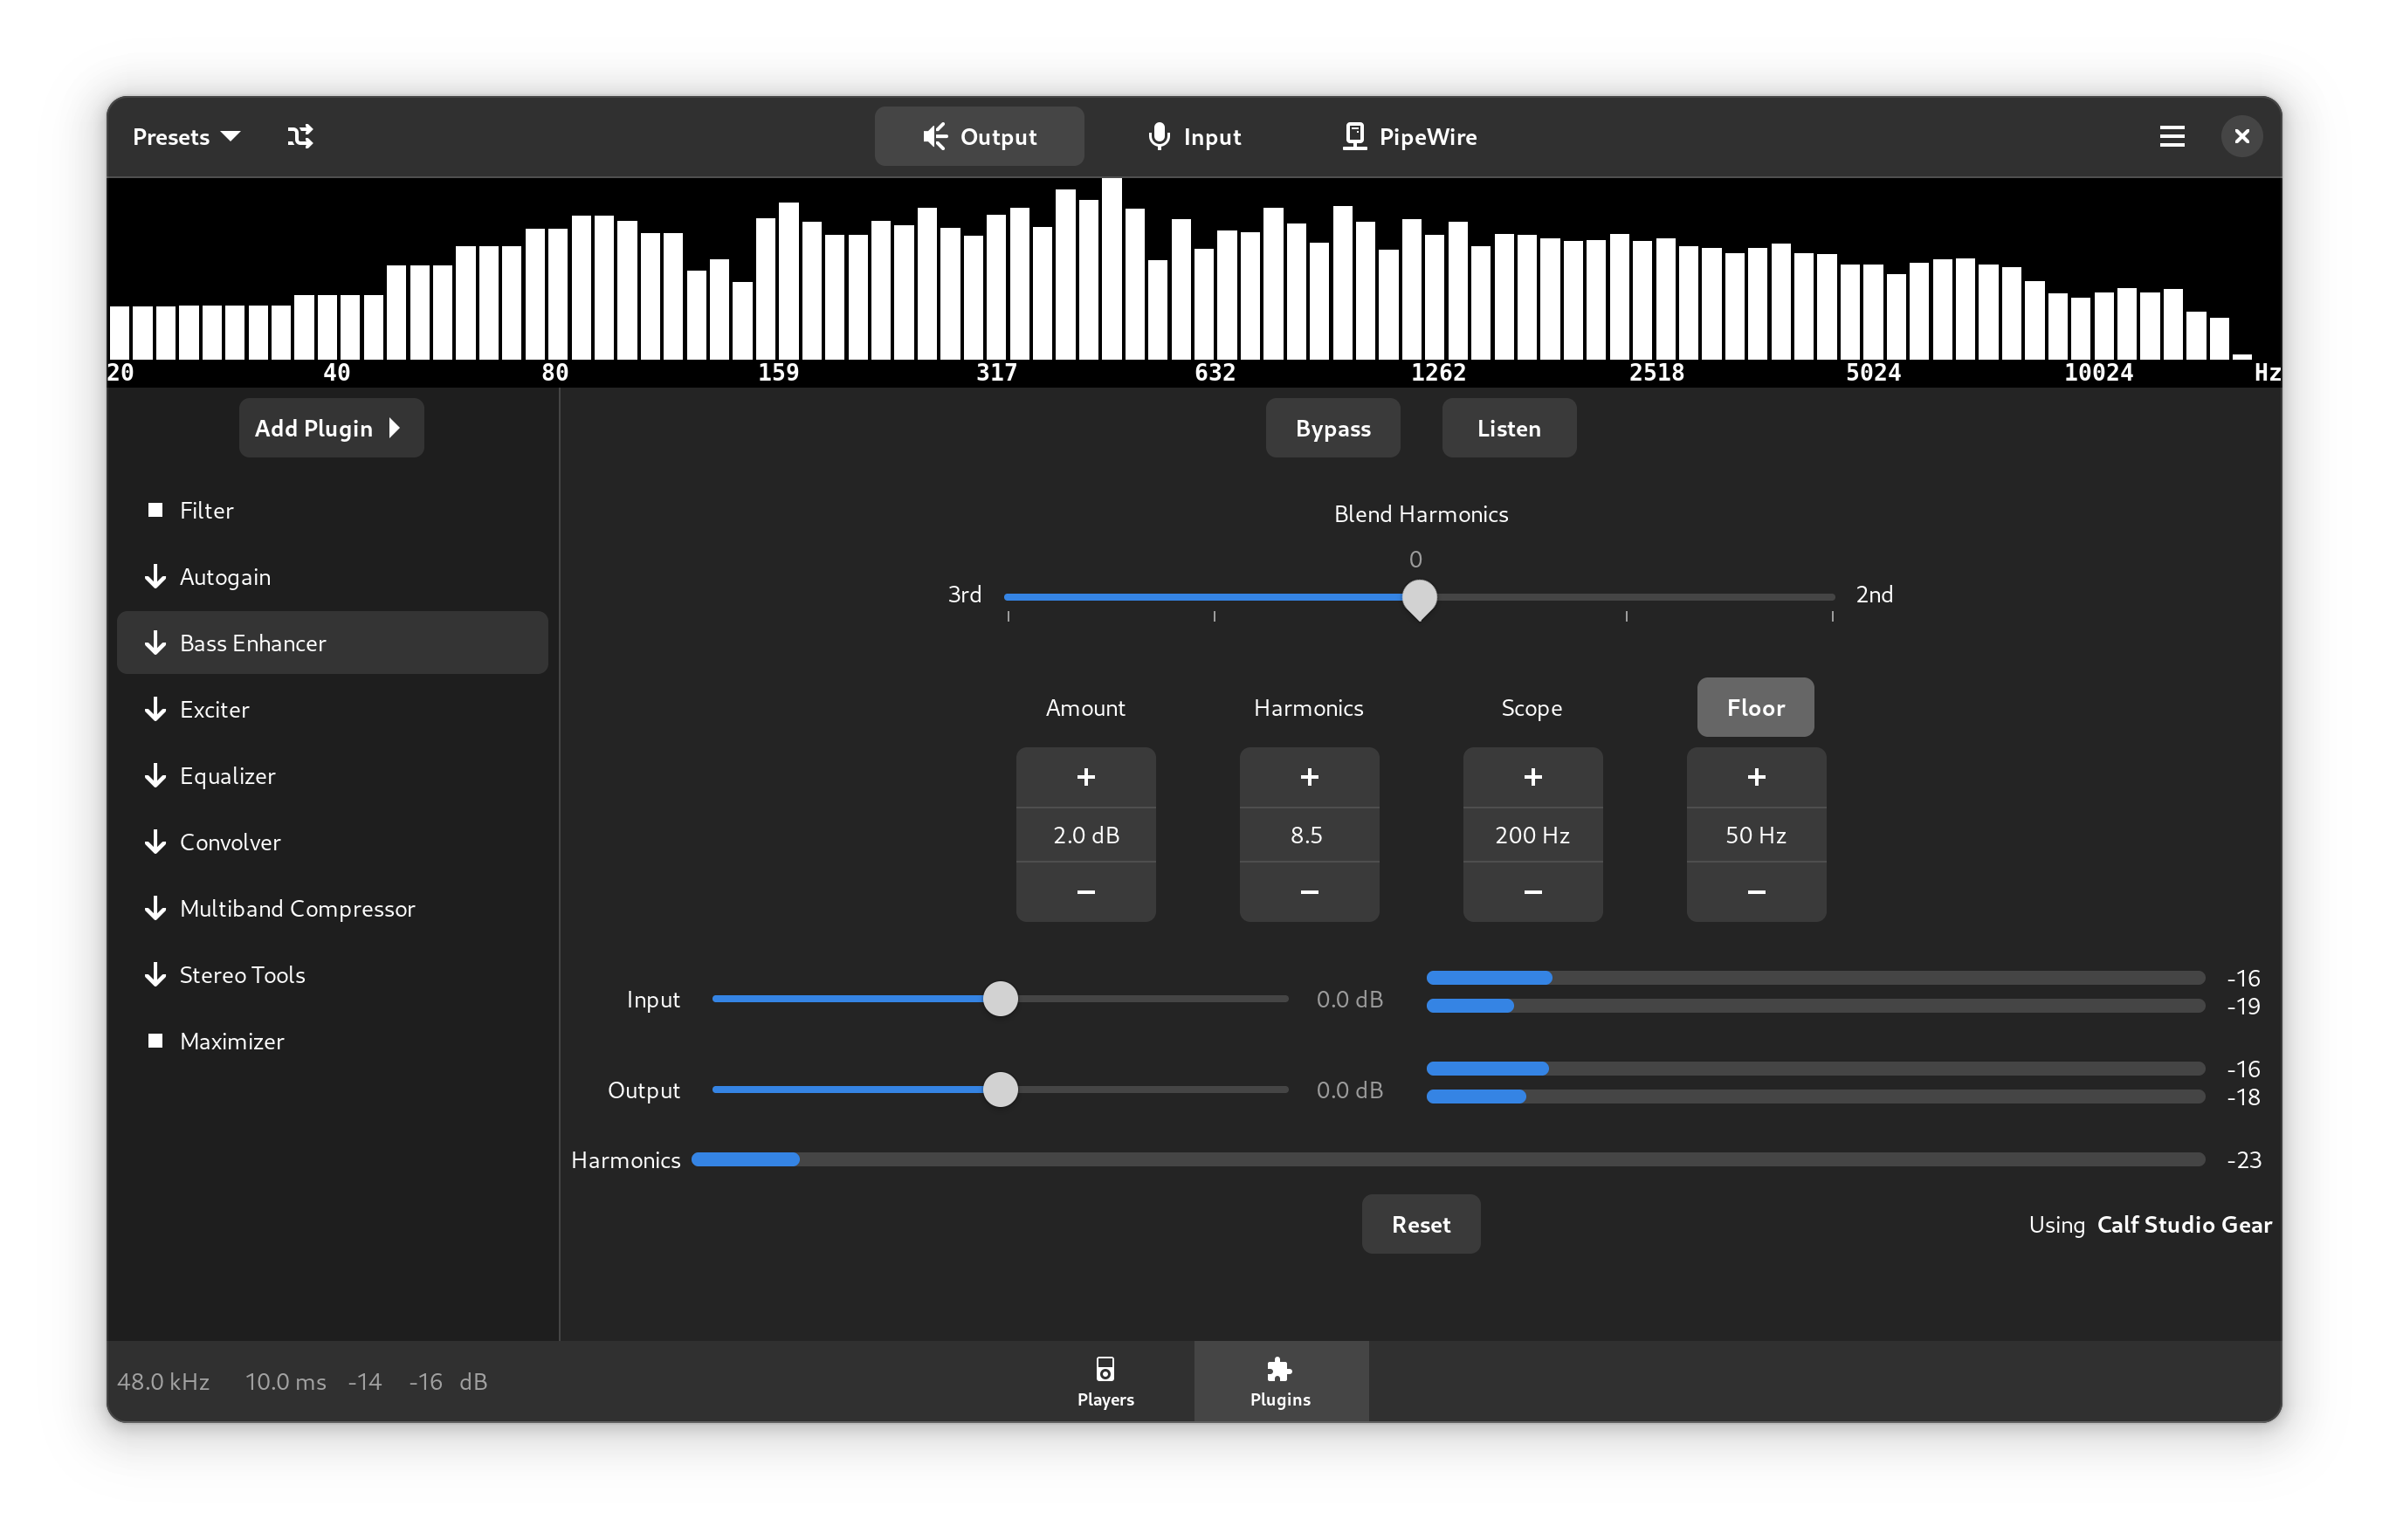 Presets
Output
Input
PipeWire
20 40 80 159 317 632 1262 2518 5024 10024 Hz
Add Plugin
Filter
Autogain
Bass Enhancer
Exciter
Equalizer
Convolver
Multiband Compressor
Stereo Tools
Maximizer
Bypass
Listen
Blend Harmonics
0
3rd
2nd
Amount
Harmonics
Scope
Floor
+ + + +
2.0 dB
8.5
200 Hz
50 Hz
− − − −
Input
0.0 dB
-16
-19
Output
0.0 dB
-16
-18
Harmonics
-23
Reset
Using Calf Studio Gear
48.0 kHz 10.0 ms -14 -16 dB
Players
Plugins